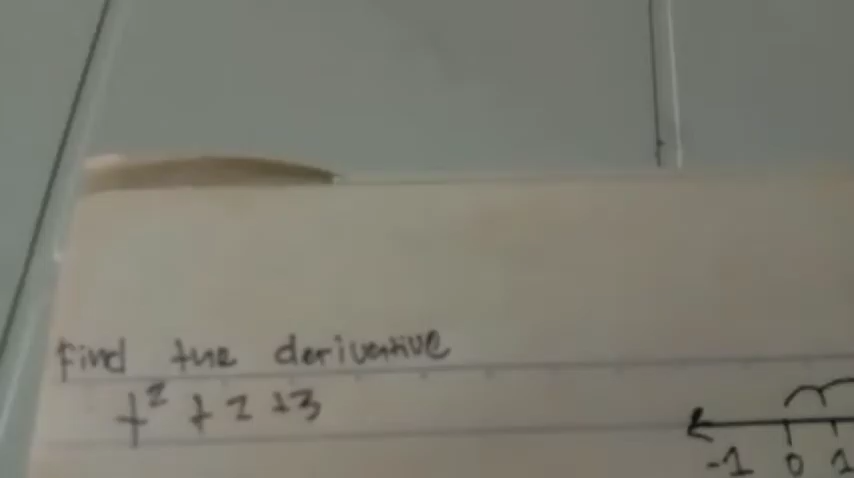 Find the derivative
t² + 2 + 3
-1 0 1